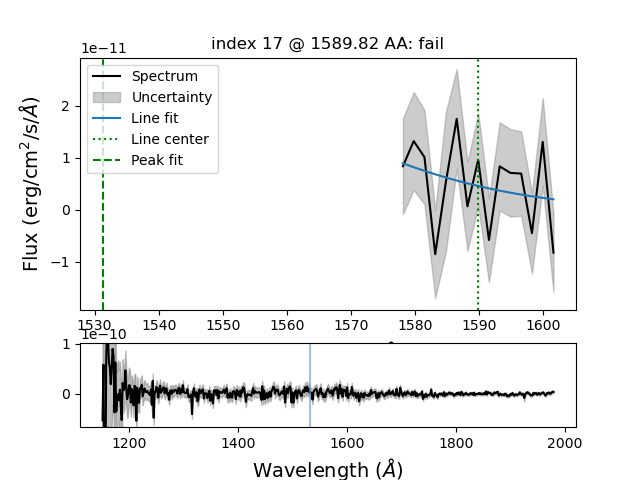 index 17 @ 1589.82 AA: fail
1e−11
Spectrum
Uncertainty
Line fit
Line center
Peak fit
2
1
0
−1
Flux (erg/cm²/s/Å)
1530 1540 1550 1560 1570 1580 1590 1600
1e−10
1
0
1200 1400 1600 1800 2000
Wavelength (Å)